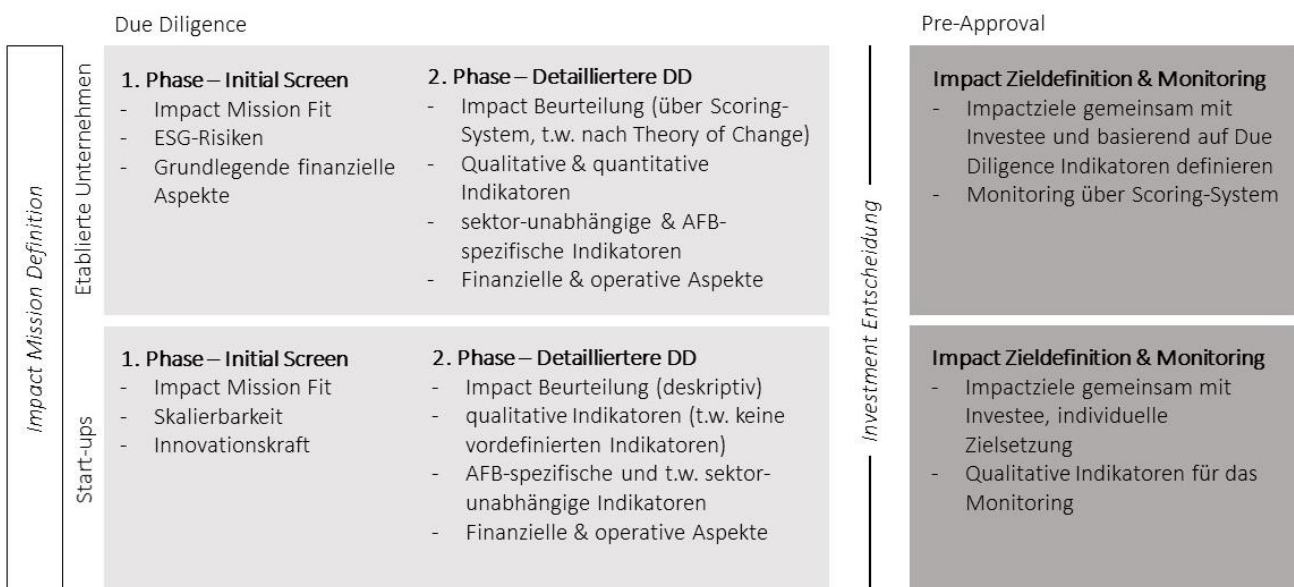 Due Diligence
Pre-Approval
Impact Mission Definition
Etablierte Unternehmen
1. Phase – Initial Screen
- Impact Mission Fit
- ESG-Risiken
- Grundlegende finanzielle
Aspekte
2. Phase – Detailliertere DD
- Impact Beurteilung (über Scoring-
System, t.w. nach Theory of Change)
- Qualitative & quantitative
Indikatoren
- sektor-unabhängige & AFB-
spezifische Indikatoren
- Finanzielle & operative Aspekte
Investment Entscheidung
Impact Zieldefinition & Monitoring
- Impactziele gemeinsam mit
Investee und basierend auf Due
Diligence Indikatoren definieren
- Monitoring über Scoring-System
Start-ups
1. Phase – Initial Screen
- Impact Mission Fit
- Skalierbarkeit
- Innovationskraft
2. Phase – Detailliertere DD
- Impact Beurteilung (deskriptiv)
- qualitative Indikatoren (t.w. keine
vordefinierten Indikatoren)
- AFB-spezifische und t.w. sektor-
unabhängige Indikatoren
- Finanzielle & operative Aspekte
Impact Zieldefinition & Monitoring
- Impactziele gemeinsam mit
Investee, individuelle
Zielsetzung
- Qualitative Indikatoren für das
Monitoring